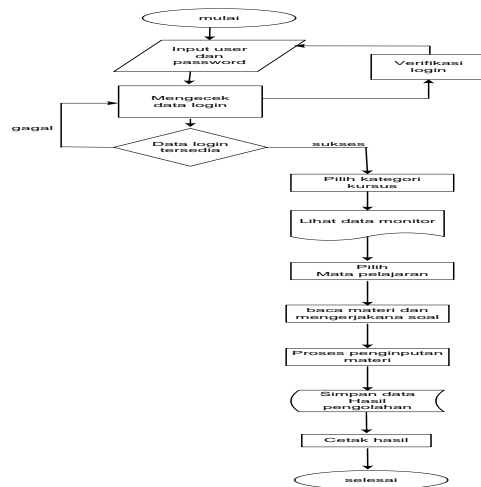 mulai
Input user
dan
password
Verifikasi
login
Mengecek
data login
gagal
Data login
tersedia
sukses
Pilih kategori
kursus
Lihat data monitor
Pilih
Mata pelajaran
baca materi dan
mengerjakana soal
Proses penginputan
materi
Simpan data
Hasil
pengolahan
Cetak hasil
selesai